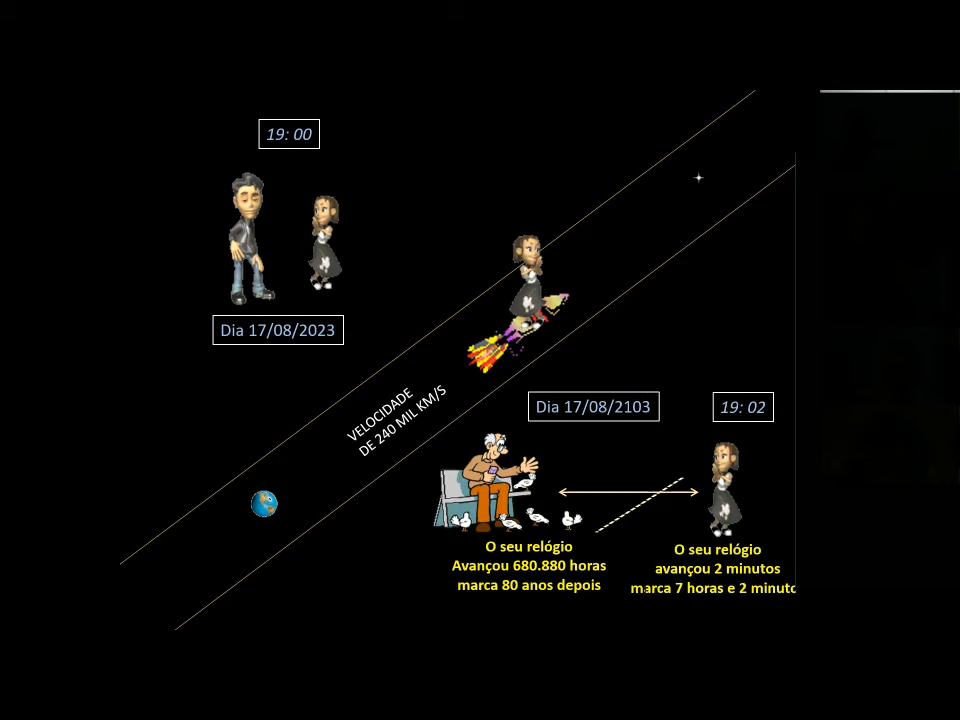 19: 00
Dia 17/08/2023
VELOCIDADE
DE 240 MIL KM/S
Dia 17/08/2103
19: 02
O seu relógio
Avançou 680.880 horas
marca 80 anos depois
O seu relógio
avançou 2 minutos
marca 7 horas e 2 minuto